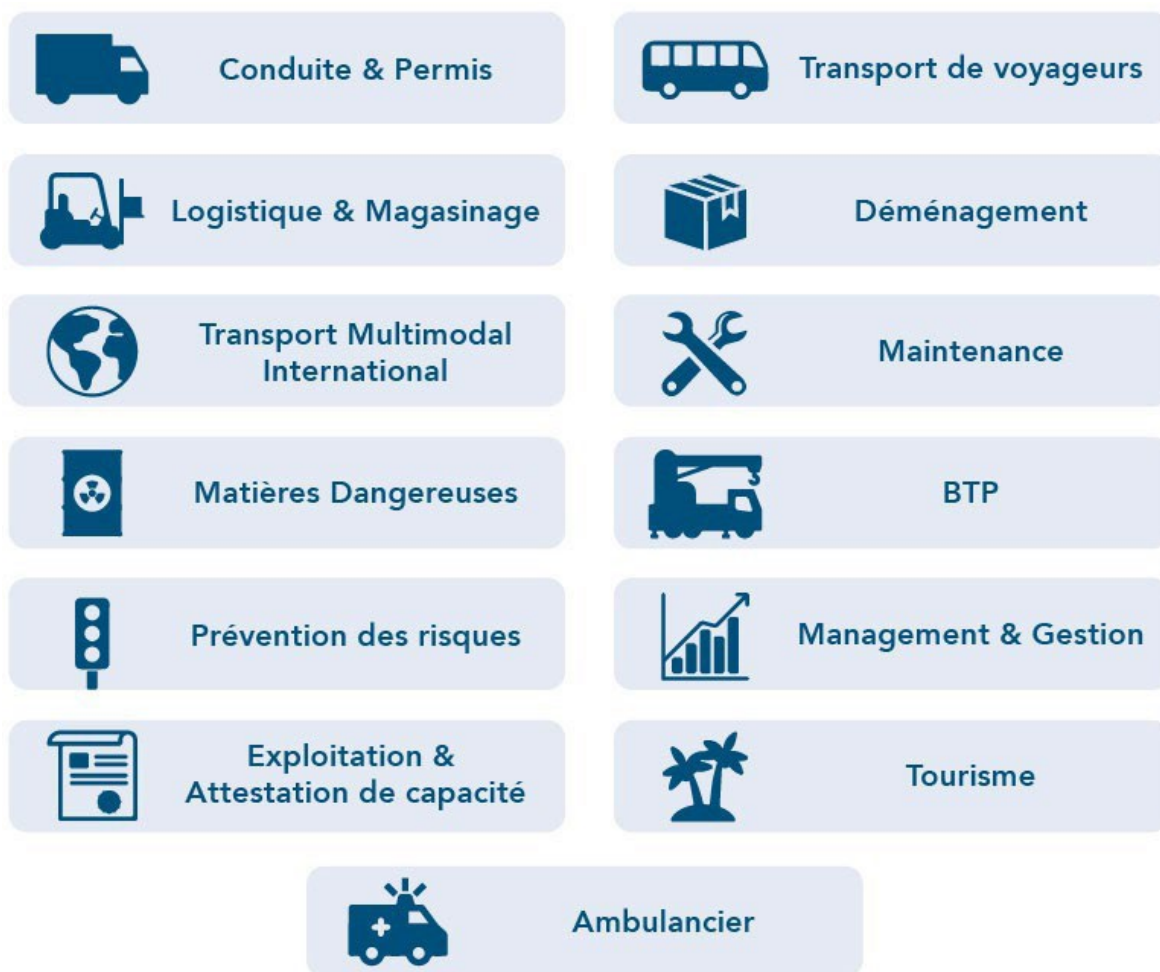 Conduite & Permis
Transport de voyageurs
Logistique & Magasinage
Déménagement
Transport Multimodal
International
Maintenance
Matières Dangereuses
BTP
Prévention des risques
Management & Gestion
Exploitation &
Attestation de capacité
Tourisme
Ambulancier